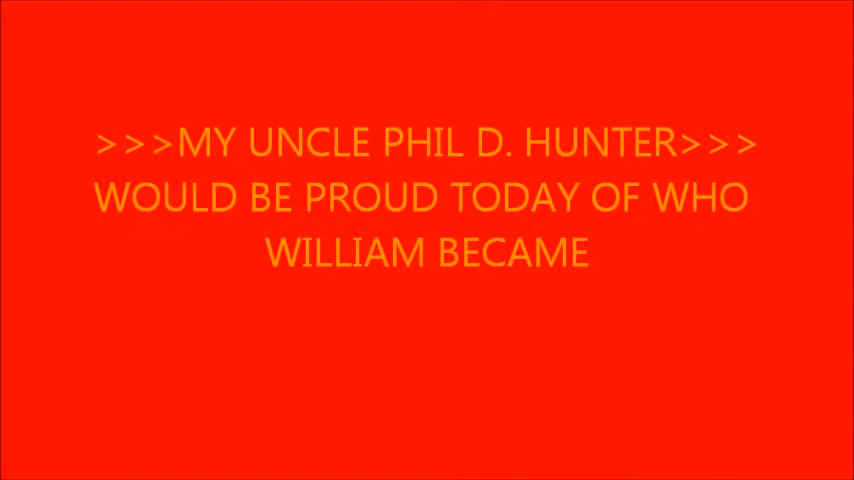 >>>MY UNCLE PHIL D. HUNTER>>>
WOULD BE PROUD TODAY OF WHO
WILLIAM BECAME